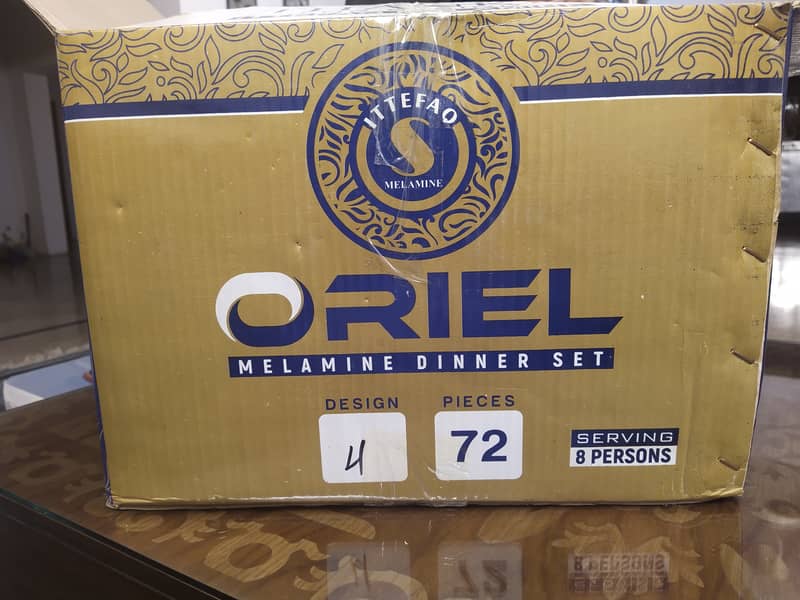 ITTEFAQ
MELAMINE
ORIEL
MELAMINE DINNER SET
DESIGN PIECES
4 72
SERVING
8 PERSONS